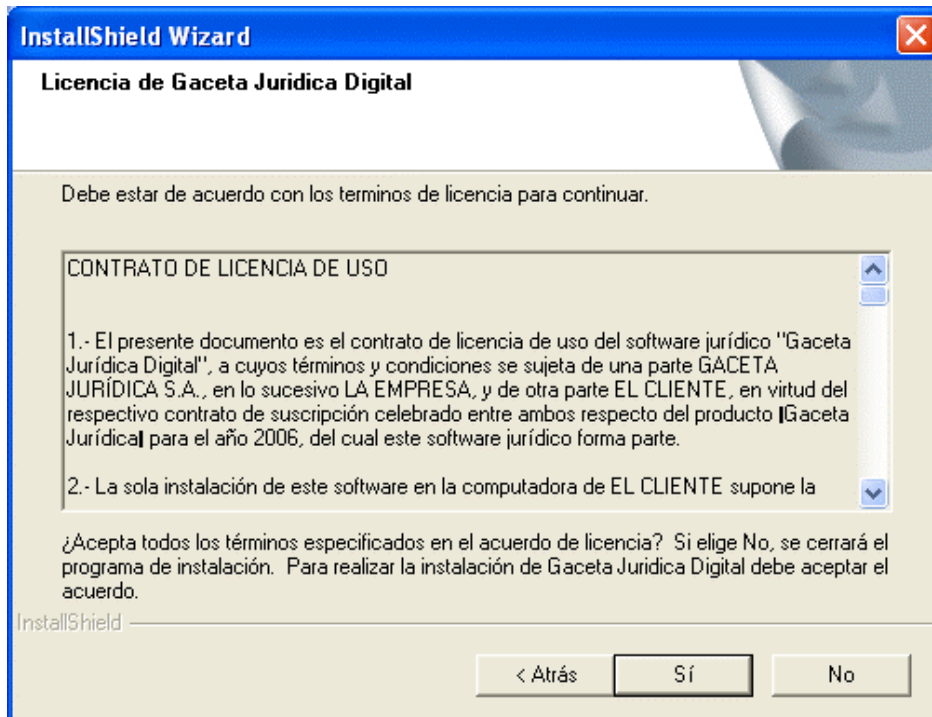 InstallShield Wizard
Licencia de Gaceta Juridica Digital
Debe estar de acuerdo con los terminos de licencia para continuar.
CONTRATO DE LICENCIA DE USO
1.- El presente documento es el contrato de licencia de uso del software jurídico "Gaceta
Jurídica Digital", a cuyos términos y condiciones se sujeta de una parte GACETA
JURÍDICA S.A., en lo sucesivo LA EMPRESA, y de otra parte EL CLIENTE, en virtud del
respectivo contrato de suscripción celebrado entre ambos respecto del producto |Gaceta
Jurídica| para el año 2006, del cual este software jurídico forma parte.
2.- La sola instalación de este software en la computadora de EL CLIENTE supone la
¿Acepta todos los términos especificados en el acuerdo de licencia? Si elige No, se cerrará el
programa de instalación. Para realizar la instalación de Gaceta Juridica Digital debe aceptar el
acuerdo.
InstallShield
< Atrás
Sí
No